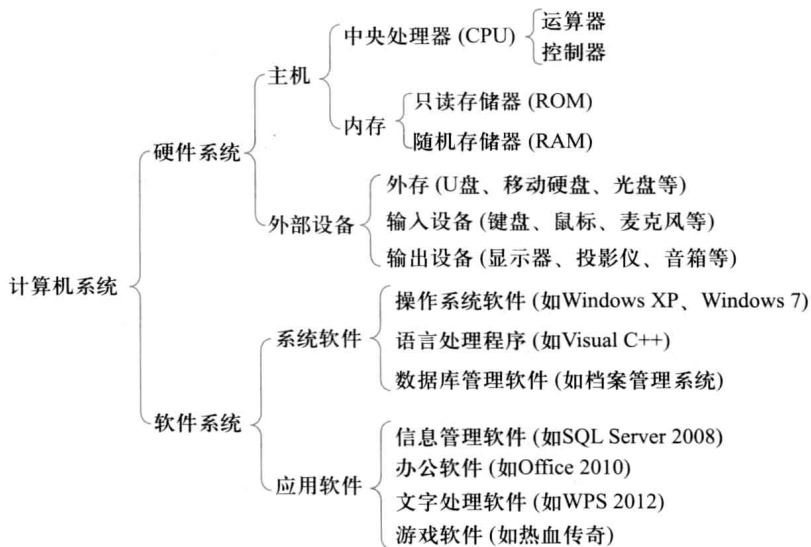 中央处理器 (CPU)
运算器
控制器
主机
内存
只读存储器 (ROM)
随机存储器 (RAM)
硬件系统
外部设备
外存 (U盘、移动硬盘、光盘等)
输入设备 (键盘、鼠标、麦克风等)
输出设备 (显示器、投影仪、音箱等)
计算机系统
软件系统
系统软件
操作系统软件 (如Windows XP、Windows 7)
语言处理程序 (如Visual C++)
数据库管理软件 (如档案管理系统)
应用软件
信息管理软件 (如SQL Server 2008)
办公软件 (如Office 2010)
文字处理软件 (如WPS 2012)
游戏软件 (如热血传奇)